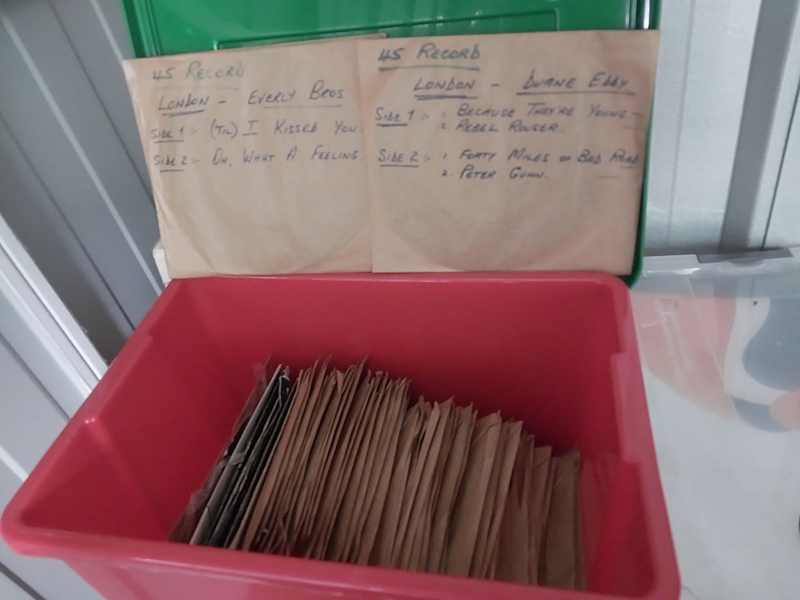 45 RECORD
LONDON - EVERLY BROS
SIDE 1 :- (TIL) I KISSED YOU.
SIDE 2 :- OH, WHAT A FEELING.
45 RECORD
LONDON - DUANE EDDY
SIDE 1 :- 1. BECAUSE THEY'RE YOUNG -
2. REBEL ROUSER.
SIDE 2 :- 1. FORTY MILES OF BAD ROAD
2. PETER GUNN.